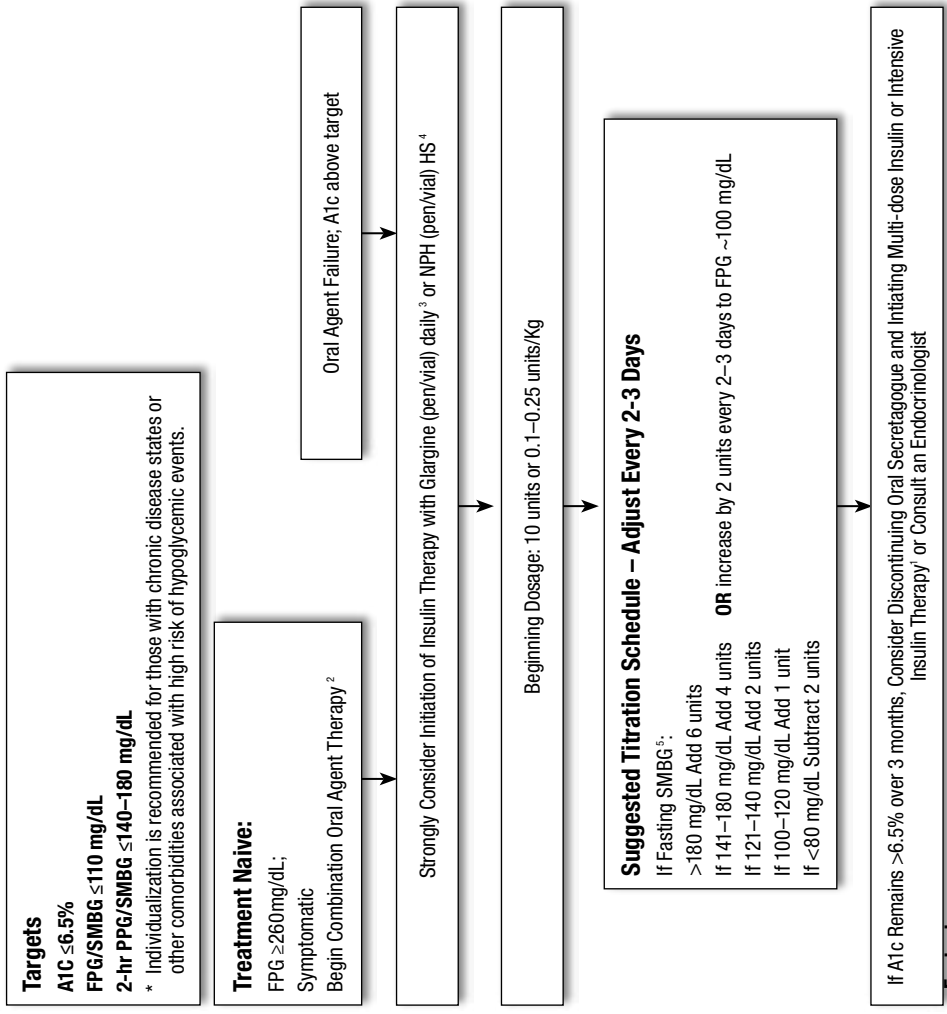 Targets
A1C ≤6.5%
FPG/SMBG ≤110 mg/dL
2-hr PPG/SMBG ≤140–180 mg/dL
* Individualization is recommended for those with chronic disease states or
other comorbidities associated with high risk of hypoglycemic events.
Treatment Naive:
FPG ≥260mg/dL;
Symptomatic
Begin Combination Oral Agent Therapy 2
Oral Agent Failure; A1c above target
Strongly Consider Initiation of Insulin Therapy with Glargine (pen/vial) daily 3 or NPH (pen/vial) HS 4
Beginning Dosage: 10 units or 0.1–0.25 units/Kg
Suggested Titration Schedule – Adjust Every 2-3 Days
If Fasting SMBG 5:
>180 mg/dL Add 6 units
If 141–180 mg/dL Add 4 units OR increase by 2 units every 2–3 days to FPG ~100 mg/dL
If 121–140 mg/dL Add 2 units
If 100–120 mg/dL Add 1 unit
If <80 mg/dL Subtract 2 units
If A1c Remains >6.5% over 3 months, Consider Discontinuing Oral Secretagogue and Intiating Multi-dose Insulin or Intensive
Insulin Therapy1 or Consult an Endocrinologist